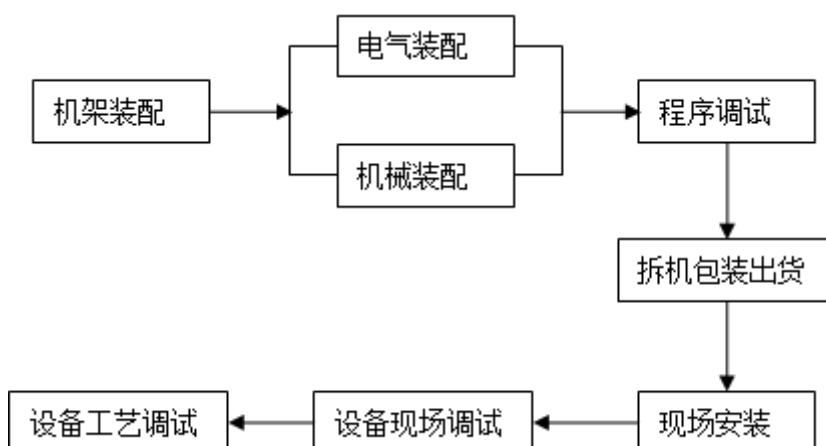 电气装配
机架装配
程序调试
机械装配
拆机包装出货
设备工艺调试
设备现场调试
现场安装